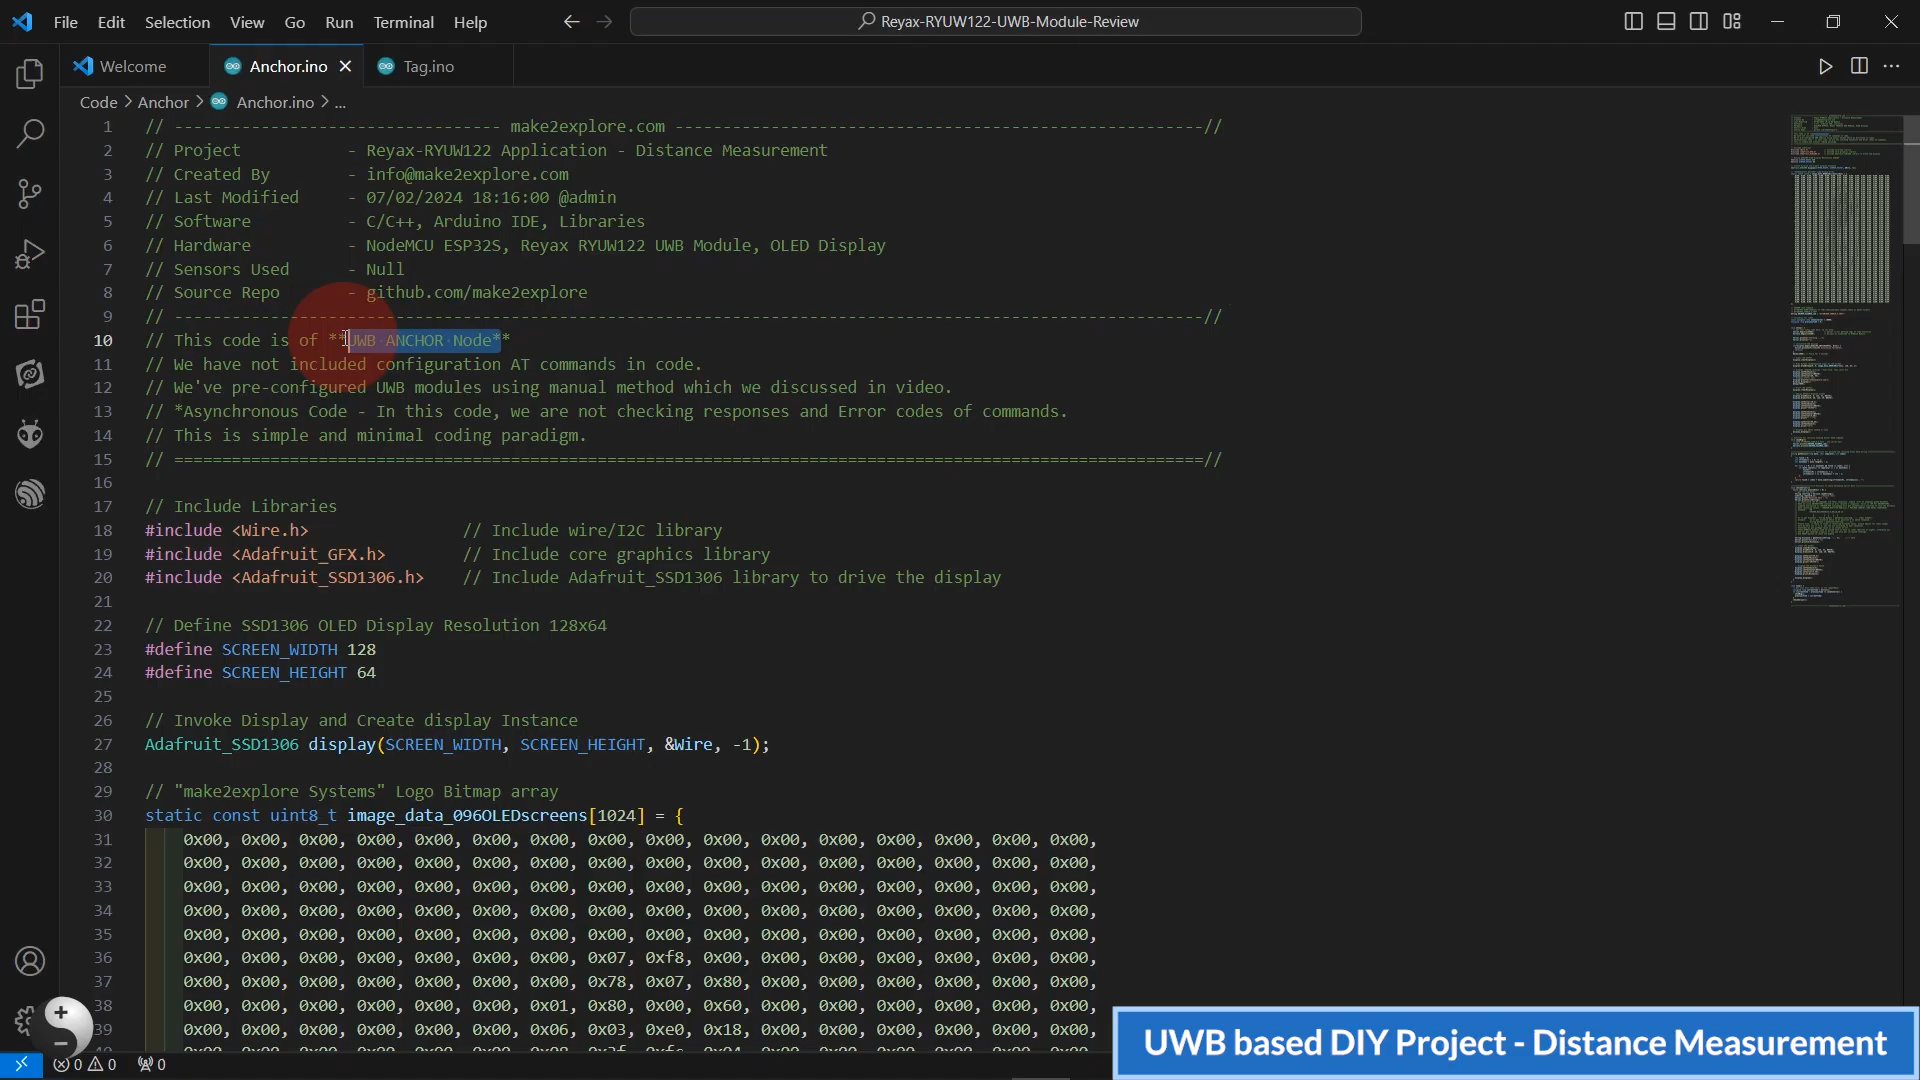 File Edit Selection View Go Run Terminal Help
Reyax-RYUW122-UWB-Module-Review
Welcome
Anchor.ino
Tag.ino
Code > Anchor > Anchor.ino > ...
1 // ---------------------------------- make2explore.com -------------------------------------------------------//
2 // Project - Reyax-RYUW122 Application - Distance Measurement
3 // Created By - info@make2explore.com
4 // Last Modified - 07/02/2024 18:16:00 @admin
5 // Software - C/C++, Arduino IDE, Libraries
6 // Hardware - NodeMCU ESP32S, Reyax RYUW122 UWB Module, OLED Display
7 // Sensors Used - Null
8 // Source Repo - github.com/make2explore
9 // -----------------------------------------------------------------------------------------------------------//
10 // This code is of **UWB ANCHOR Node**
11 // We have not included configuration AT commands in code.
12 // We've pre-configured UWB modules using manual method which we discussed in video.
13 // *Asynchronous Code - In this code, we are not checking responses and Error codes of commands.
14 // This is simple and minimal coding paradigm.
15 // ===========================================================================================================//
16
17 // Include Libraries
18 #include <Wire.h> // Include wire/I2C library
19 #include <Adafruit_GFX.h> // Include core graphics library
20 #include <Adafruit_SSD1306.h> // Include Adafruit_SSD1306 library to drive the display
21
22 // Define SSD1306 OLED Display Resolution 128x64
23 #define SCREEN_WIDTH 128
24 #define SCREEN_HEIGHT 64
25
26 // Invoke Display and Create display Instance
27 Adafruit_SSD1306 display(SCREEN_WIDTH, SCREEN_HEIGHT, &Wire, -1);
28
29 // "make2explore Systems" Logo Bitmap array
30 static const uint8_t image_data_096OLEDscreens[1024] = {
31 0x00, 0x00, 0x00, 0x00, 0x00, 0x00, 0x00, 0x00, 0x00, 0x00, 0x00, 0x00, 0x00, 0x00, 0x00, 0x00,
32 0x00, 0x00, 0x00, 0x00, 0x00, 0x00, 0x00, 0x00, 0x00, 0x00, 0x00, 0x00, 0x00, 0x00, 0x00, 0x00,
33 0x00, 0x00, 0x00, 0x00, 0x00, 0x00, 0x00, 0x00, 0x00, 0x00, 0x00, 0x00, 0x00, 0x00, 0x00, 0x00,
34 0x00, 0x00, 0x00, 0x00, 0x00, 0x00, 0x00, 0x00, 0x00, 0x00, 0x00, 0x00, 0x00, 0x00, 0x00, 0x00,
35 0x00, 0x00, 0x00, 0x00, 0x00, 0x00, 0x00, 0x00, 0x00, 0x00, 0x00, 0x00, 0x00, 0x00, 0x00, 0x00,
36 0x00, 0x00, 0x00, 0x00, 0x00, 0x00, 0x00, 0x07, 0xf8, 0x00, 0x00, 0x00, 0x00, 0x00, 0x00, 0x00,
37 0x00, 0x00, 0x00, 0x00, 0x00, 0x00, 0x00, 0x78, 0x07, 0x80, 0x00, 0x00, 0x00, 0x00, 0x00, 0x00,
38 0x00, 0x00, 0x00, 0x00, 0x00, 0x00, 0x01, 0x80, 0x00, 0x60, 0x00, 0x00, 0x00, 0x00, 0x00, 0x00,
39 0x00, 0x00, 0x00, 0x00, 0x00, 0x00, 0x06, 0x03, 0xe0, 0x18, 0x00, 0x00, 0x00, 0x00, 0x00, 0x00,
0 0 0
UWB based DIY Project - Distance Measurement